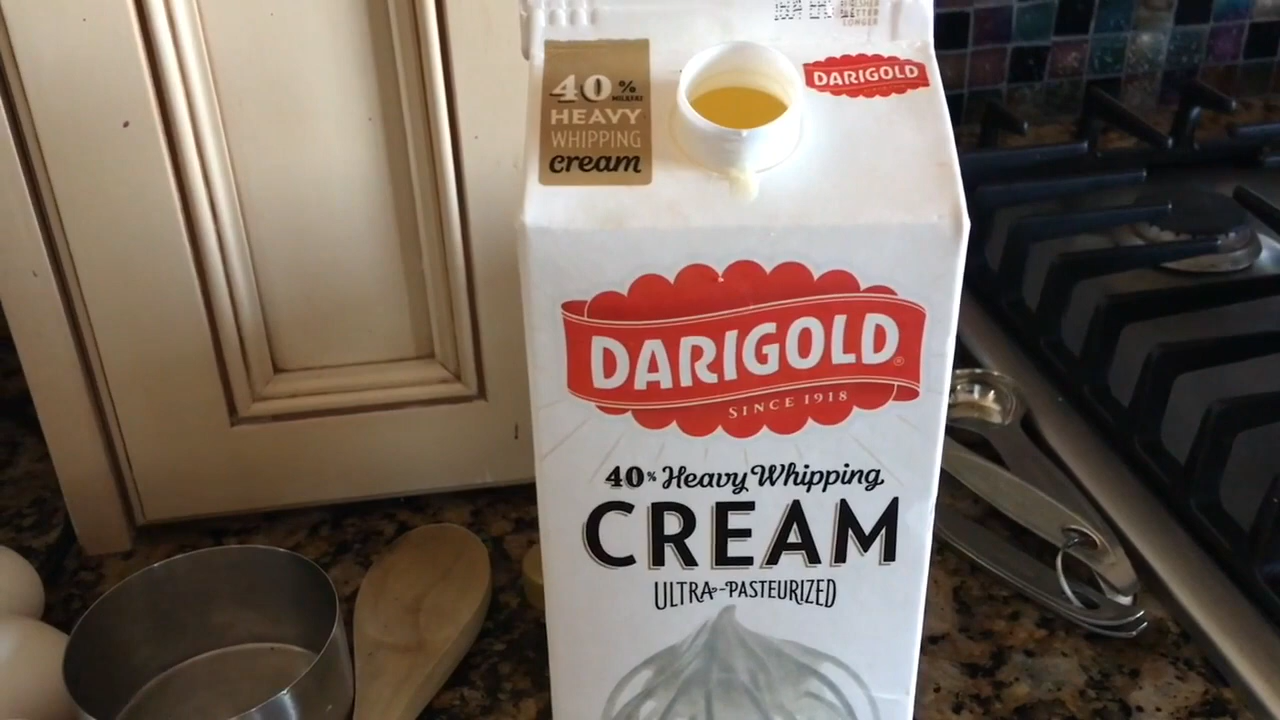 40%
MILKFAT
HEAVY
WHIPPING
cream
DARIGOLD
DARIGOLD®
SINCE 1918
40% Heavy Whipping
CREAM
ULTRA-PASTEURIZED